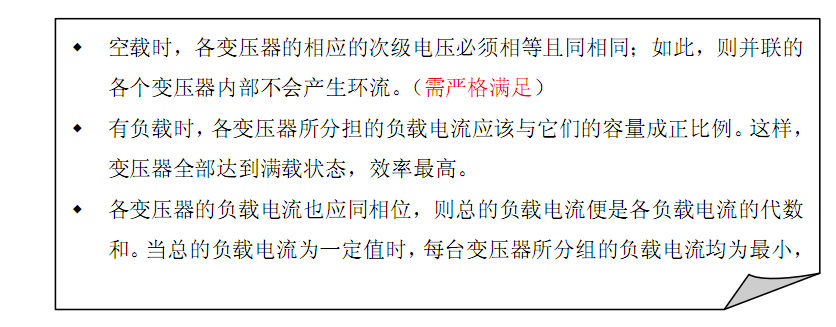 空载时，各变压器的相应的次级电压必须相等且同相同；如此，则并联的
各个变压器内部不会产生环流。（需严格满足）
有负载时，各变压器所分担的负载电流应该与它们的容量成正比例。这样，
变压器全部达到满载状态，效率最高。
各变压器的负载电流也应同相位，则总的负载电流便是各负载电流的代数
和。当总的负载电流为一定值时，每台变压器所分组的负载电流均为最小，